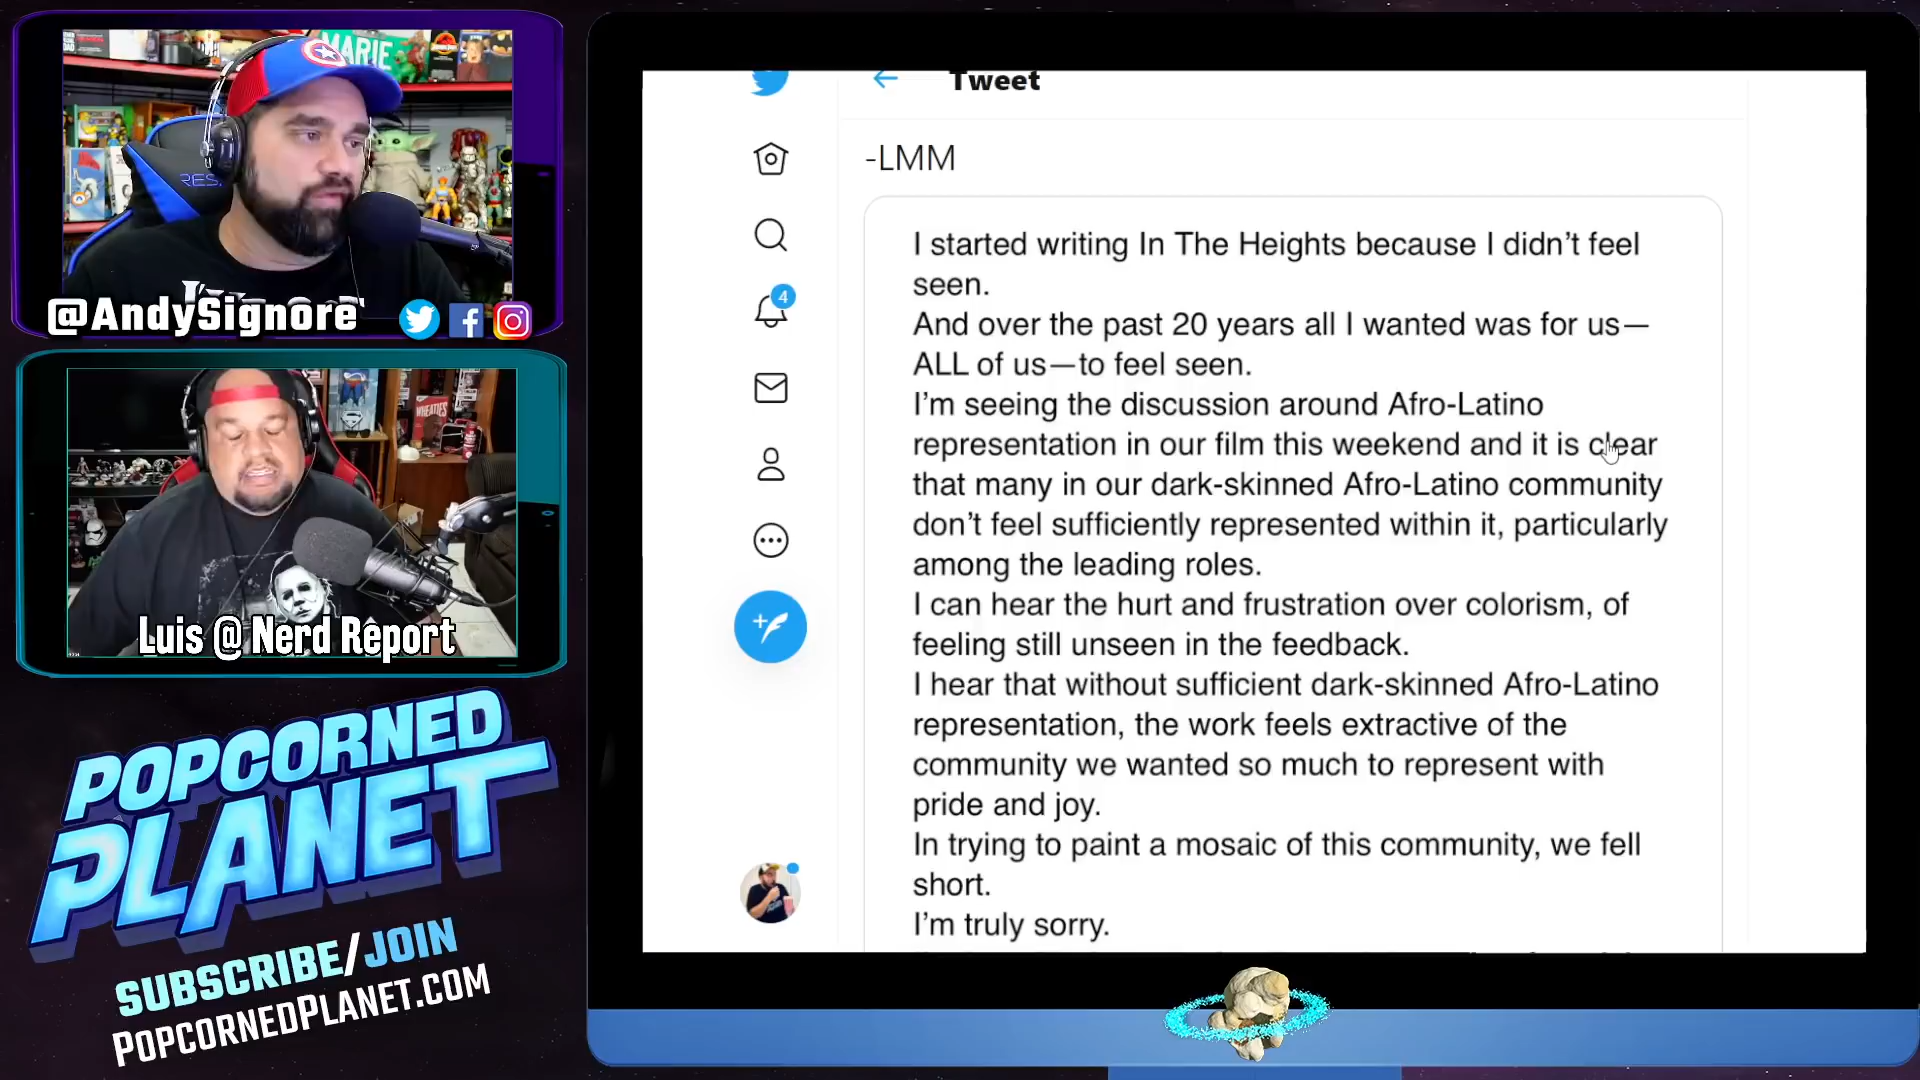 MARIE
RES
@AndySignore
WHEATIES
Luis @ Nerd Report
POPCORNED
PLANET
SUBSCRIBE/JOIN
POPCORNEDPLANET.COM
Tweet
4
-LMM
I started writing In The Heights because I didn’t feel
seen.
And over the past 20 years all I wanted was for us—
ALL of us—to feel seen.
I’m seeing the discussion around Afro-Latino
representation in our film this weekend and it is clear
that many in our dark-skinned Afro-Latino community
don’t feel sufficiently represented within it, particularly
among the leading roles.
I can hear the hurt and frustration over colorism, of
feeling still unseen in the feedback.
I hear that without sufficient dark-skinned Afro-Latino
representation, the work feels extractive of the
community we wanted so much to represent with
pride and joy.
In trying to paint a mosaic of this community, we fell
short.
I’m truly sorry.